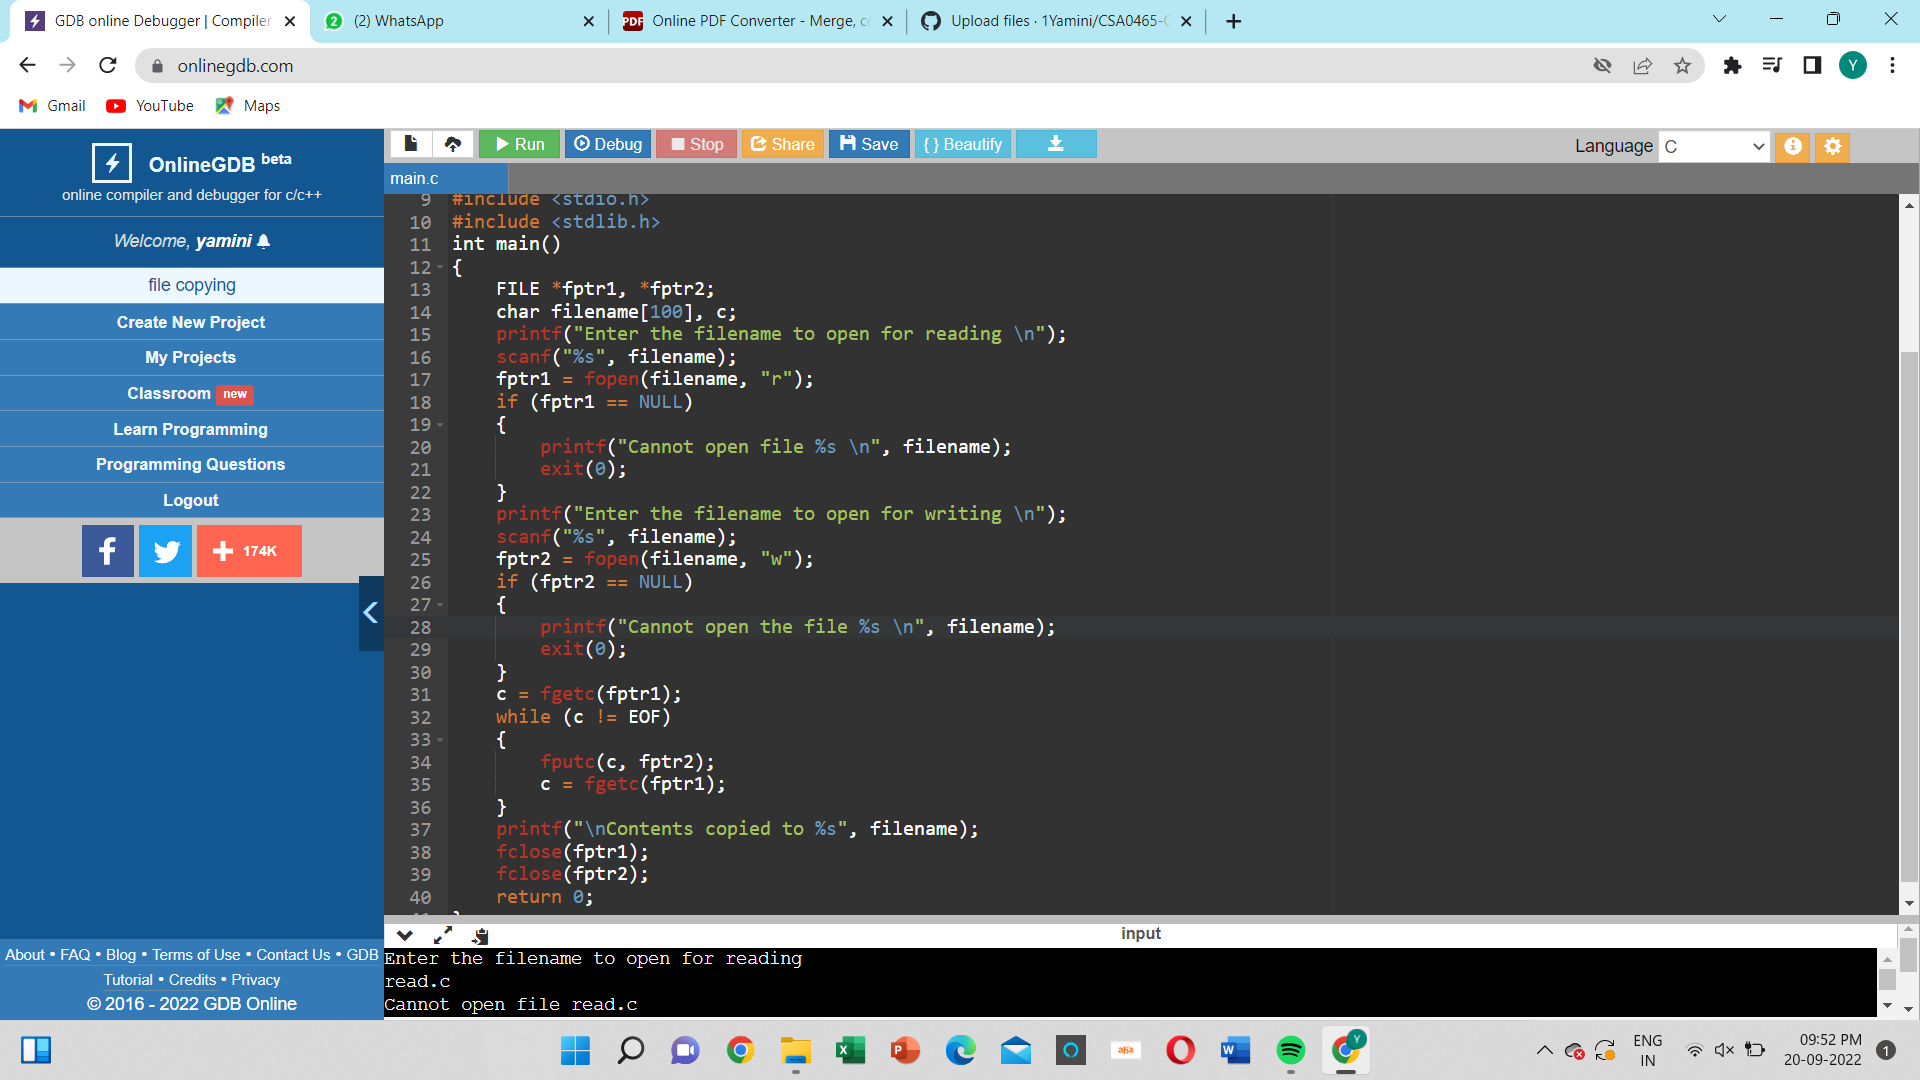 GDB online Debugger | Compiler
(2) WhatsApp
PDF Online PDF Converter - Merge, co
Upload files · 1Yamini/CSA0465-C
onlinegdb.com
Y
Gmail
YouTube
Maps
OnlineGDB beta
online compiler and debugger for c/c++
Welcome, yamini
file copying
Create New Project
My Projects
Classroom new
Learn Programming
Programming Questions
Logout
174K
About • FAQ • Blog • Terms of Use • Contact Us • GDB
Tutorial • Credits • Privacy
© 2016 - 2022 GDB Online
Run
Debug
Stop
Share
Save
{ } Beautify
Language C
main.c
9 #include <stdio.h>
10 #include <stdlib.h>
11 int main()
12 {
13 FILE *fptr1, *fptr2;
14 char filename[100], c;
15 printf("Enter the filename to open for reading \n");
16 scanf("%s", filename);
17 fptr1 = fopen(filename, "r");
18 if (fptr1 == NULL)
19 {
20 printf("Cannot open file %s \n", filename);
21 exit(0);
22 }
23 printf("Enter the filename to open for writing \n");
24 scanf("%s", filename);
25 fptr2 = fopen(filename, "w");
26 if (fptr2 == NULL)
27 {
28 printf("Cannot open the file %s \n", filename);
29 exit(0);
30 }
31 c = fgetc(fptr1);
32 while (c != EOF)
33 {
34 fputc(c, fptr2);
35 c = fgetc(fptr1);
36 }
37 printf("\nContents copied to %s", filename);
38 fclose(fptr1);
39 fclose(fptr2);
40 return 0;
input
Enter the filename to open for reading
read.c
Cannot open file read.c
ENG
IN
09:52 PM
20-09-2022
1